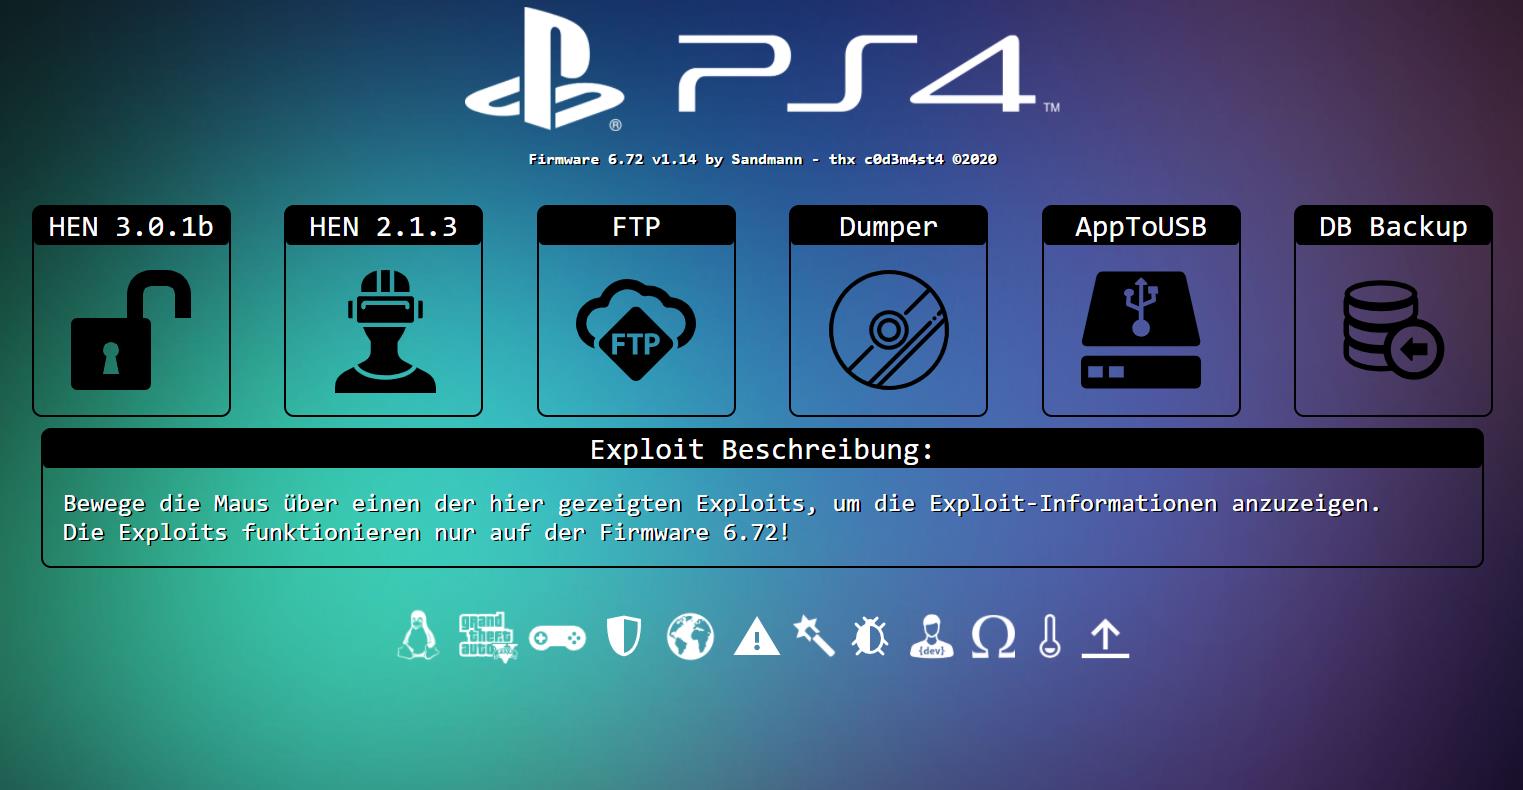 PS4 ™
®
Firmware 6.72 v1.14 by Sandmann - thx c0d3m4st4 ©2020
HEN 3.0.1b
HEN 2.1.3
FTP
Dumper
AppToUSB
DB Backup
FTP
Exploit Beschreibung:
Bewege die Maus über einen der hier gezeigten Exploits, um die Exploit-Informationen anzuzeigen.
Die Exploits funktionieren nur auf der Firmware 6.72!
grand
theft
auto
{dev}
Ω